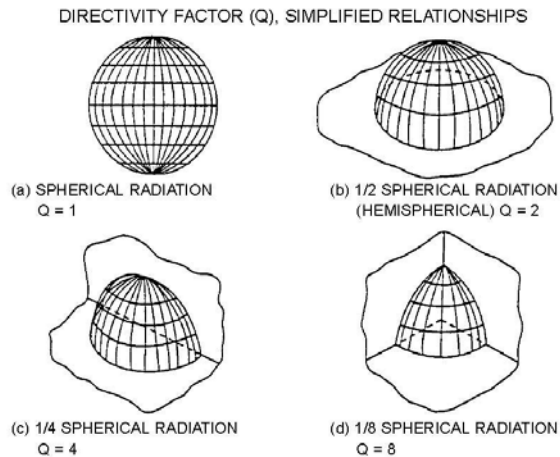 DIRECTIVITY FACTOR (Q), SIMPLIFIED RELATIONSHIPS
(a) SPHERICAL RADIATION
Q = 1
(b) 1/2 SPHERICAL RADIATION
(HEMISPHERICAL) Q = 2
(c) 1/4 SPHERICAL RADIATION
Q = 4
(d) 1/8 SPHERICAL RADIATION
Q = 8